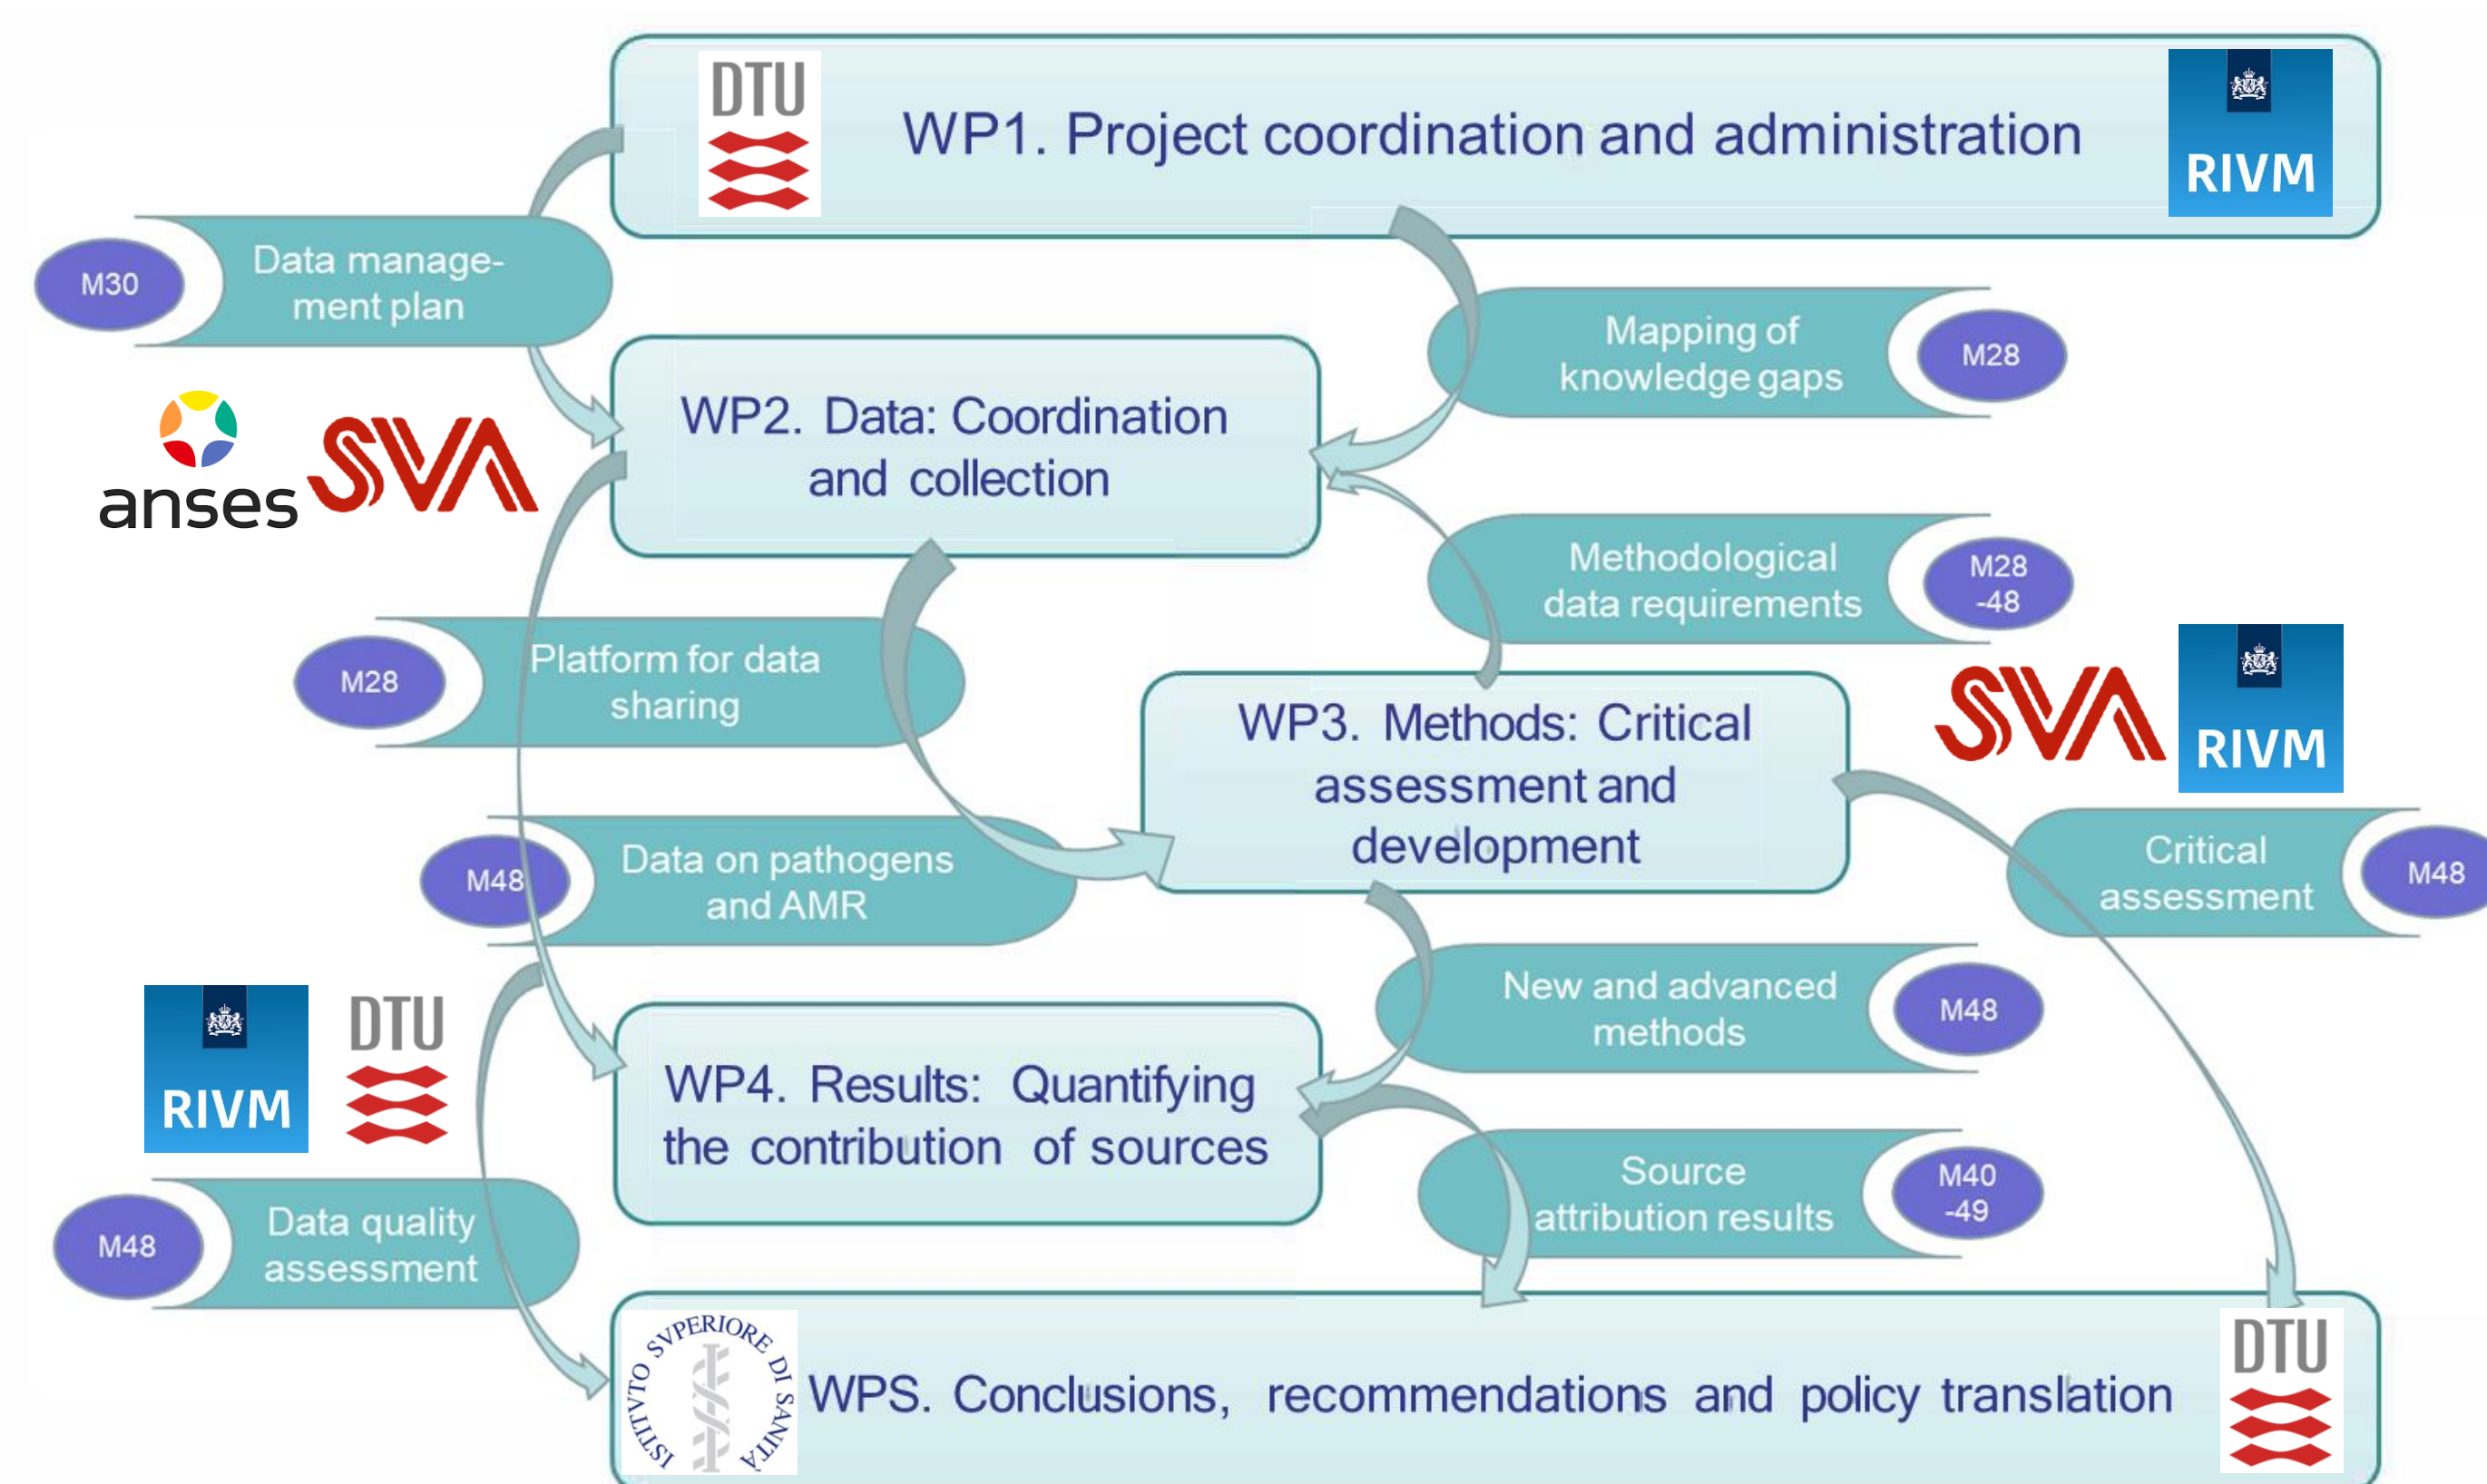 DTU
WP1. Project coordination and administration
RIVM
M30
Data manage-
ment plan
Mapping of
knowledge gaps
M28
anses
SVA
WP2. Data: Coordination
and collection
Methodological
data requirements
M28
-48
M28
Platform for data
sharing
WP3. Methods: Critical
assessment and
development
SVA
RIVM
M48
Data on pathogens
and AMR
Critical
assessment
M48
New and advanced
methods
M48
RIVM
DTU
WP4. Results: Quantifying
the contribution of sources
Source
attribution results
M40
-49
M48
Data quality
assessment
ISTITVTO SVPERIORE DI SANITÀ
WPS. Conclusions, recommendations and policy translation
DTU